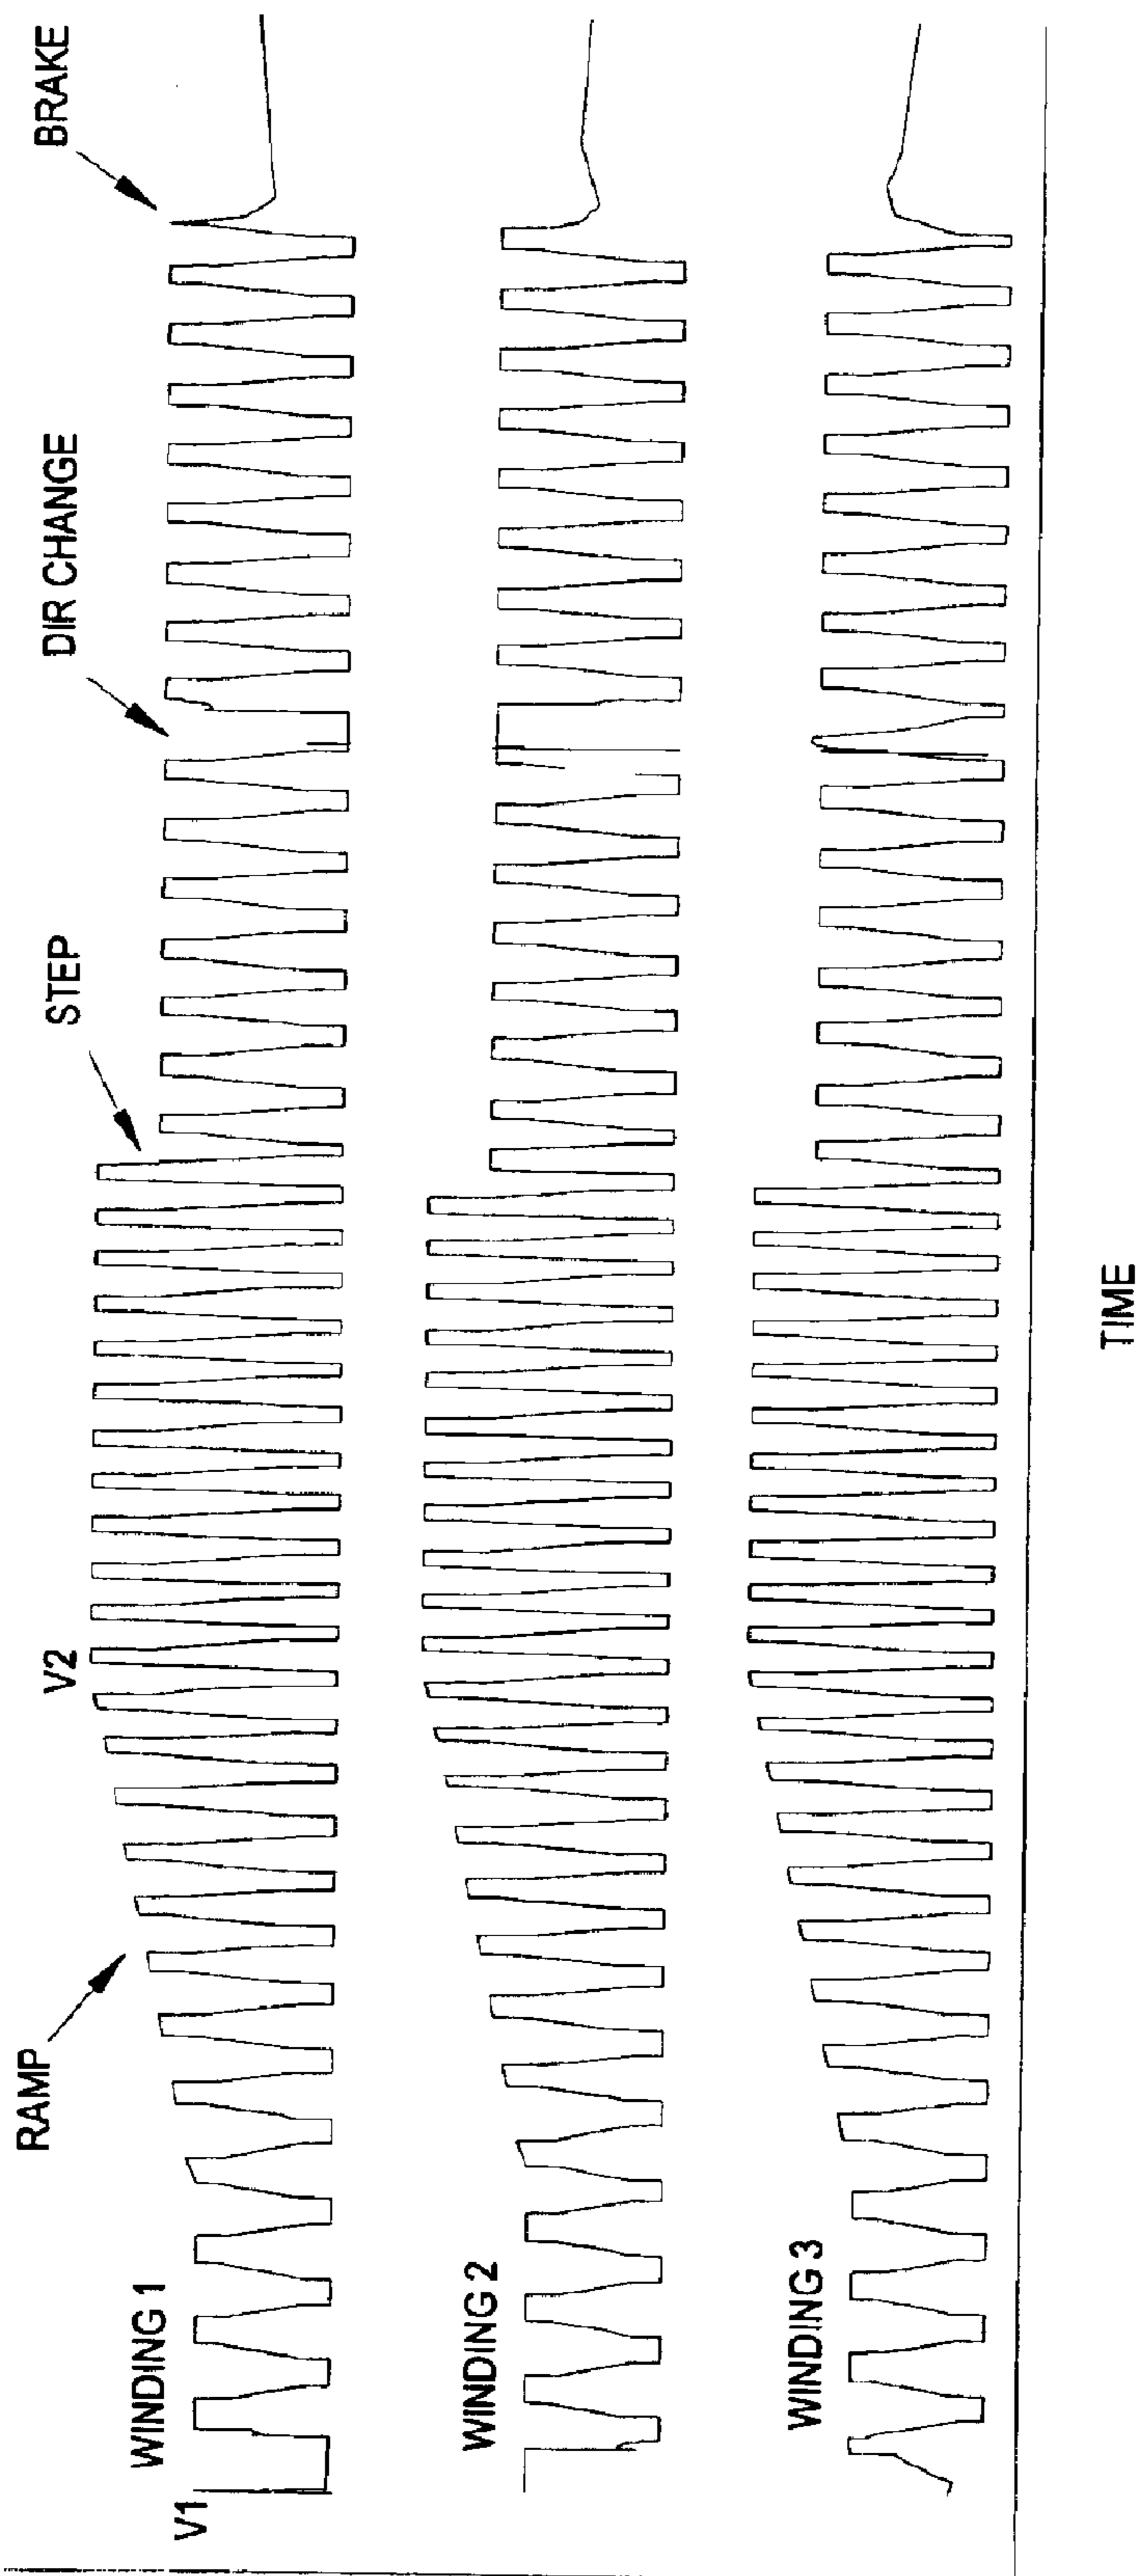 RAMP
V2
STEP
DIR CHANGE
BRAKE
V1
WINDING 1
WINDING 2
WINDING 3
TIME